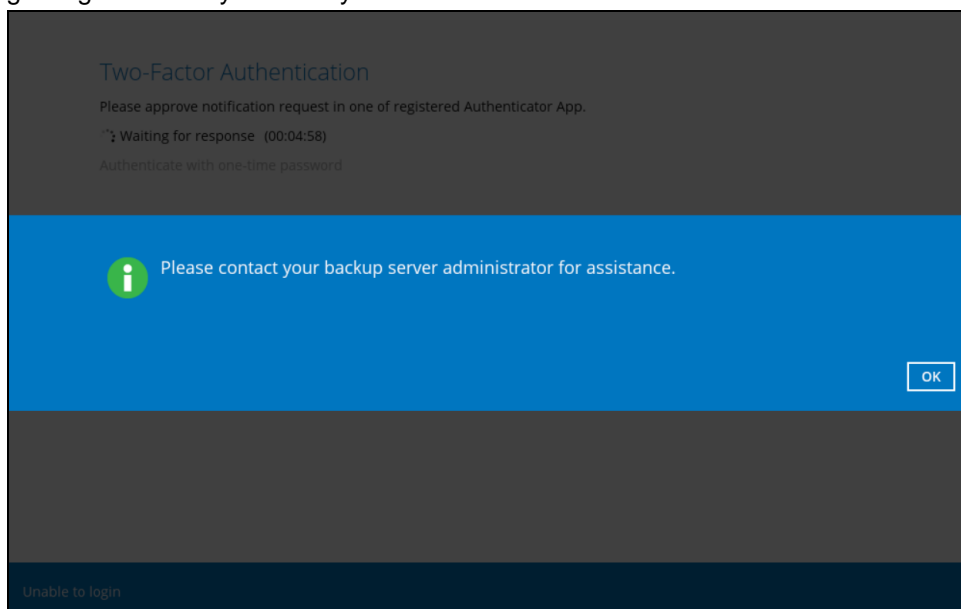 Two-Factor Authentication
Please approve notification request in one of registered Authenticator App.
Waiting for response (00:04:58)
Authenticate with one-time password
Please contact your backup server administrator for assistance.
OK
Unable to login